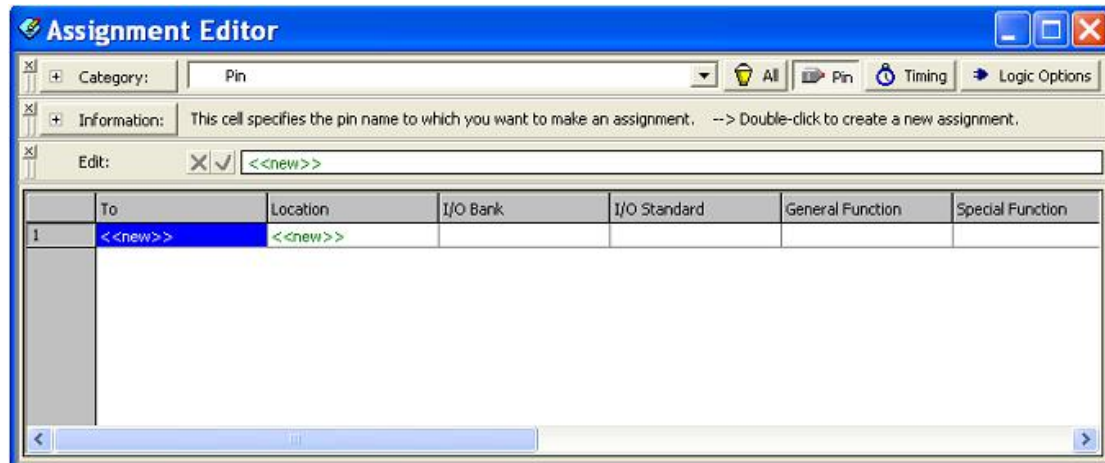 Assignment Editor
Category: Pin All Pin Timing Logic Options
Information: This cell specifies the pin name to which you want to make an assignment. --> Double-click to create a new assignment.
Edit: <<new>>
To Location I/O Bank I/O Standard General Function Special Function
1 <<new>> <<new>>